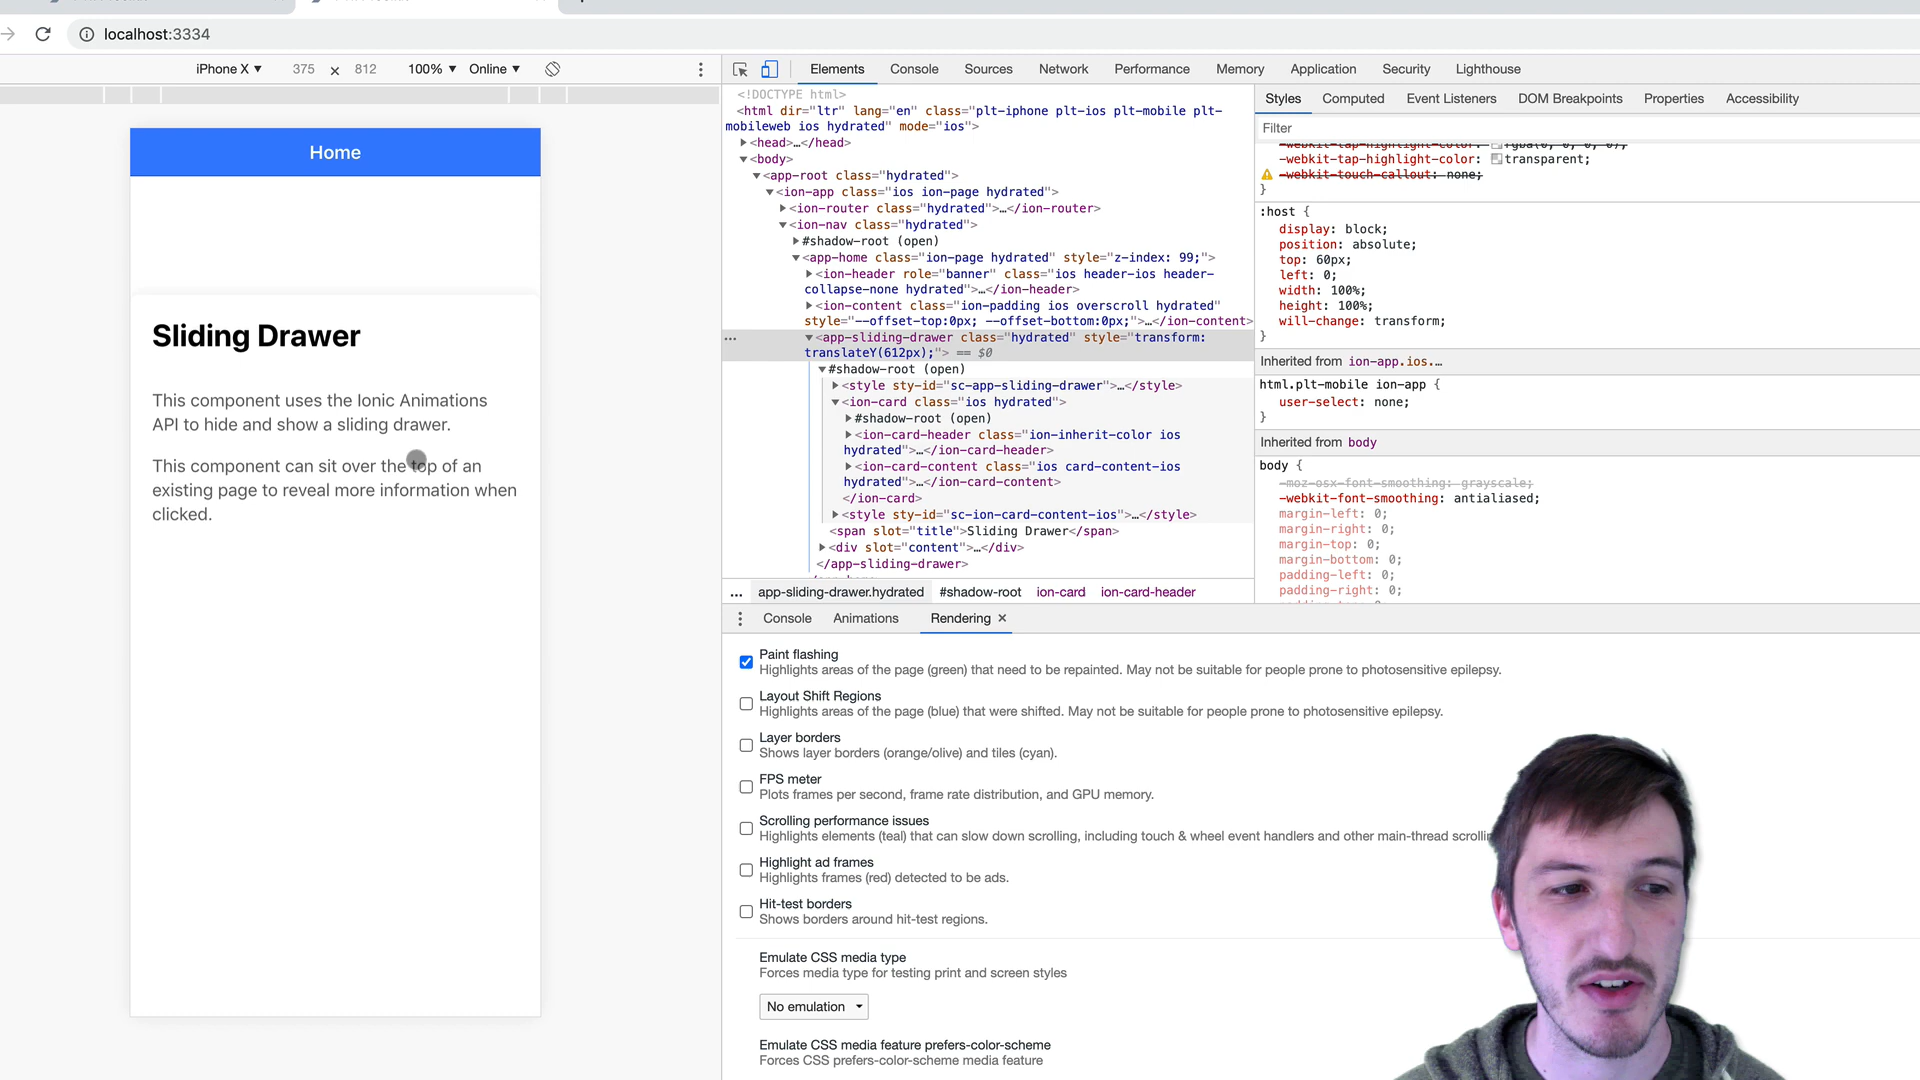 localhost:3334
iPhone X ▼ 375 × 812 100% ▼ Online ▼
Home
Sliding Drawer
This component uses the Ionic Animations
API to hide and show a sliding drawer.
This component can sit over the top of an
existing page to reveal more information when
clicked.
Elements Console Sources Network Performance Memory Application Security Lighthouse
<!DOCTYPE html>
<html dir="ltr" lang="en" class="plt-iphone plt-ios plt-mobile plt-
mobileweb ios hydrated" mode="ios">
▶<head>…</head>
▼<body>
▼<app-root class="hydrated">
▼<ion-app class="ios ion-page hydrated">
▶<ion-router class="hydrated">…</ion-router>
▼<ion-nav class="hydrated">
▶#shadow-root (open)
▼<app-home class="ion-page hydrated" style="z-index: 99;">
▶<ion-header role="banner" class="ios header-ios header-
collapse-none hydrated">…</ion-header>
▶<ion-content class="ion-padding ios overscroll hydrated"
style="--offset-top:0px; --offset-bottom:0px;">…</ion-content>
… ▼<app-sliding-drawer class="hydrated" style="transform:
translateY(612px);"> == $0
▼#shadow-root (open)
▶<style sty-id="sc-app-sliding-drawer">…</style>
▼<ion-card class="ios hydrated">
▶#shadow-root (open)
▶<ion-card-header class="ion-inherit-color ios
hydrated">…</ion-card-header>
▶<ion-card-content class="ios card-content-ios
hydrated">…</ion-card-content>
</ion-card>
▶<style sty-id="sc-ion-card-content-ios">…</style>
<span slot="title">Sliding Drawer</span>
▶<div slot="content">…</div>
</app-sliding-drawer>
… app-sliding-drawer.hydrated #shadow-root ion-card ion-card-header
Styles Computed Event Listeners DOM Breakpoints Properties Accessibility
Filter
-webkit-tap-highlight-color: rgba(0, 0, 0, 0);
-webkit-tap-highlight-color: transparent;
-webkit-touch-callout: none;
}
:host {
display: block;
position: absolute;
top: 60px;
left: 0;
width: 100%;
height: 100%;
will-change: transform;
}
Inherited from ion-app.ios.…
html.plt-mobile ion-app {
user-select: none;
}
Inherited from body
body {
-moz-osx-font-smoothing: grayscale;
-webkit-font-smoothing: antialiased;
margin-left: 0;
margin-right: 0;
margin-top: 0;
margin-bottom: 0;
padding-left: 0;
padding-right: 0;
Console Animations Rendering ×
Paint flashing
Highlights areas of the page (green) that need to be repainted. May not be suitable for people prone to photosensitive epilepsy.
Layout Shift Regions
Highlights areas of the page (blue) that were shifted. May not be suitable for people prone to photosensitive epilepsy.
Layer borders
Shows layer borders (orange/olive) and tiles (cyan).
FPS meter
Plots frames per second, frame rate distribution, and GPU memory.
Scrolling performance issues
Highlights elements (teal) that can slow down scrolling, including touch & wheel event handlers and other main-thread
Highlight ad frames
Highlights frames (red) detected to be ads.
Hit-test borders
Shows borders around hit-test regions.
Emulate CSS media type
Forces media type for testing print and screen styles
No emulation
Emulate CSS media feature prefers-color-scheme
Forces CSS prefers-color-scheme media feature